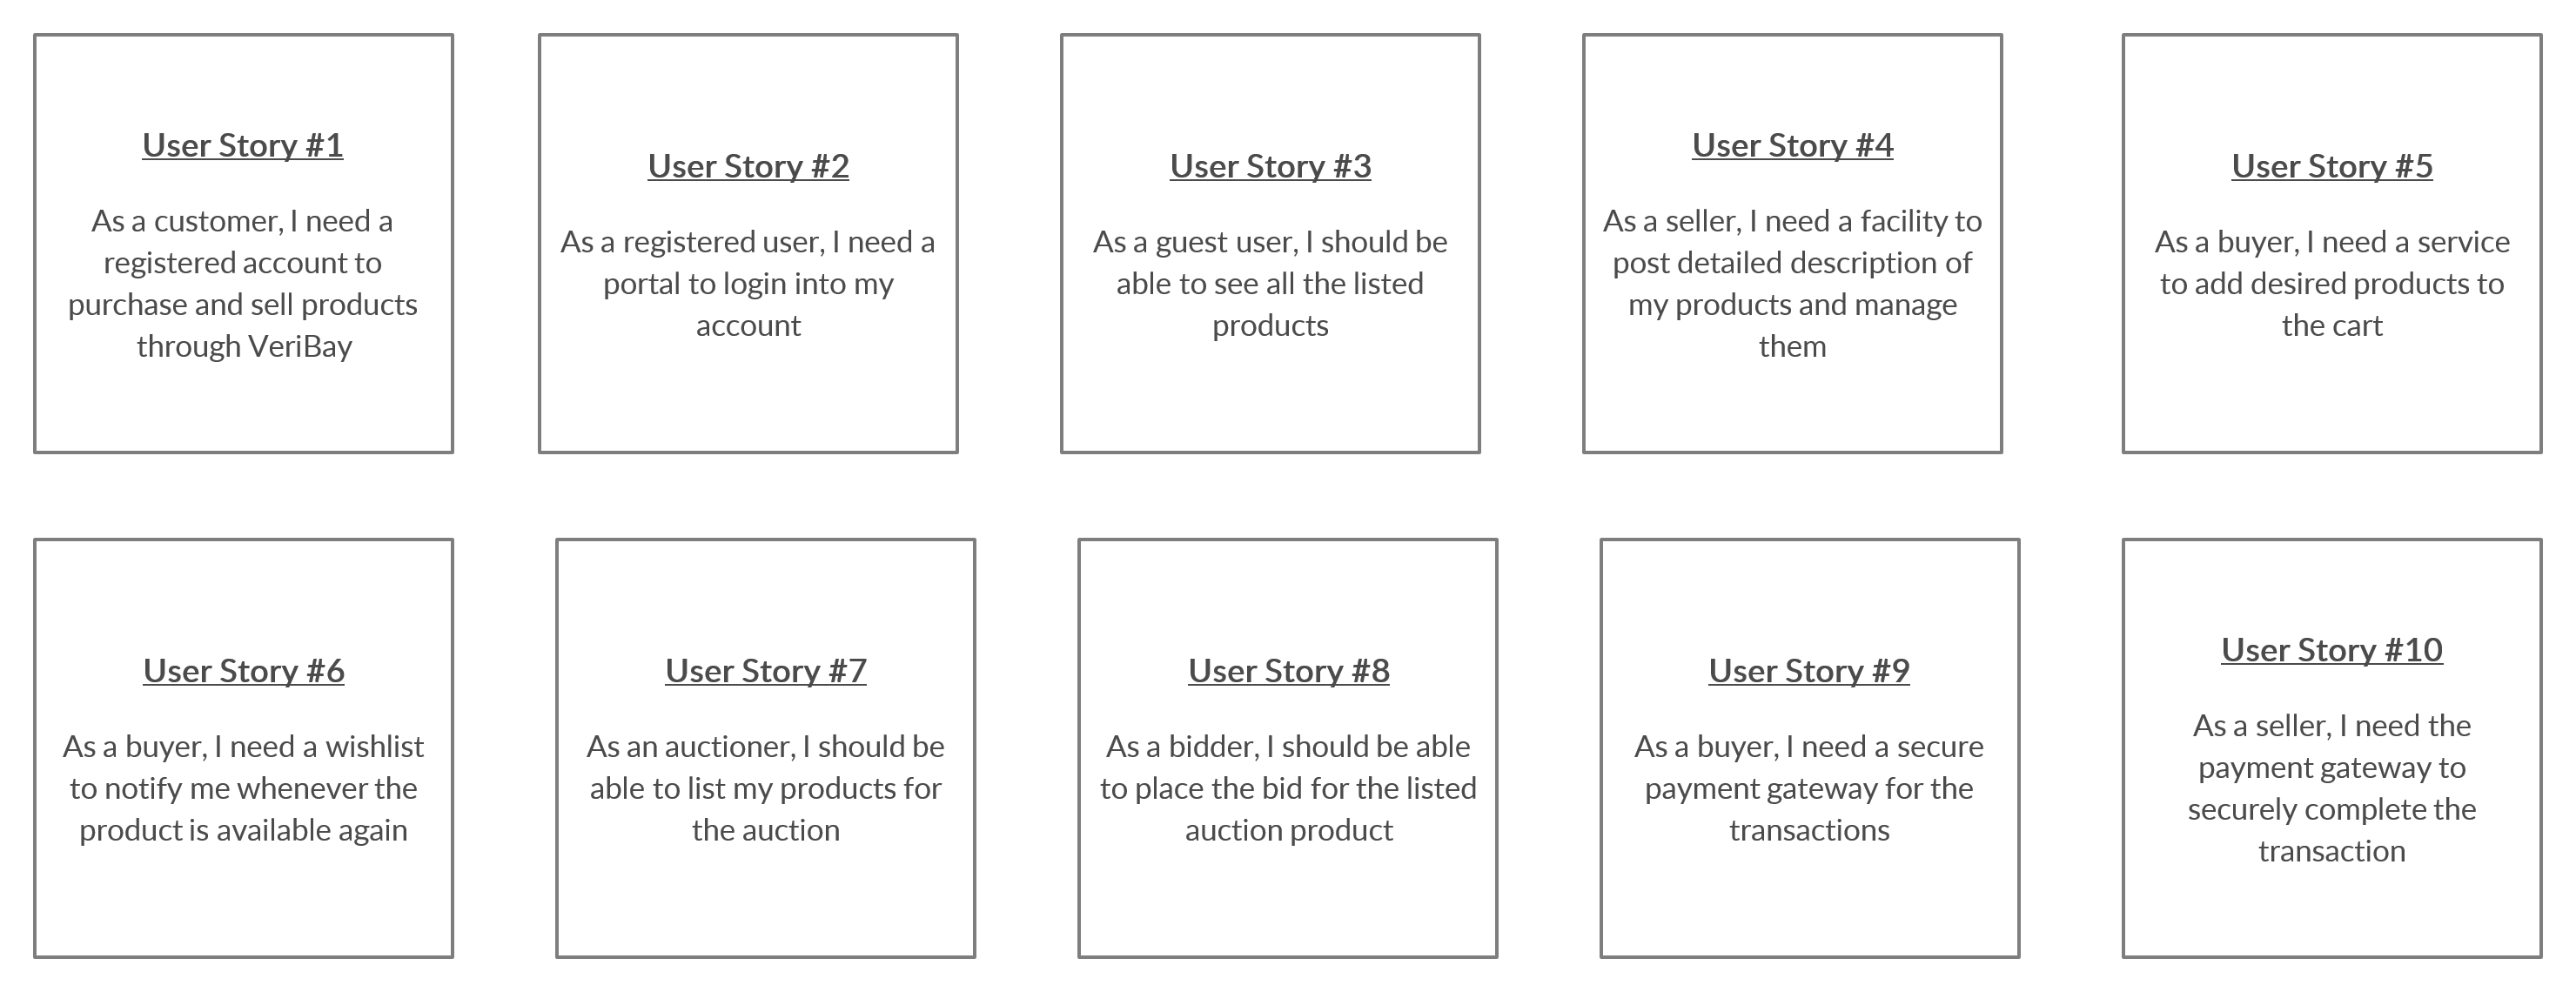 User Story #1
As a customer, I need a
registered account to
purchase and sell products
through VeriBay
User Story #2
As a registered user, I need a
portal to login into my
account
User Story #3
As a guest user, I should be
able to see all the listed
products
User Story #4
As a seller, I need a facility to
post detailed description of
my products and manage
them
User Story #5
As a buyer, I need a service
to add desired products to
the cart
User Story #6
As a buyer, I need a wishlist
to notify me whenever the
product is available again
User Story #7
As an auctioner, I should be
able to list my products for
the auction
User Story #8
As a bidder, I should be able
to place the bid for the listed
auction product
User Story #9
As a buyer, I need a secure
payment gateway for the
transactions
User Story #10
As a seller, I need the
payment gateway to
securely complete the
transaction